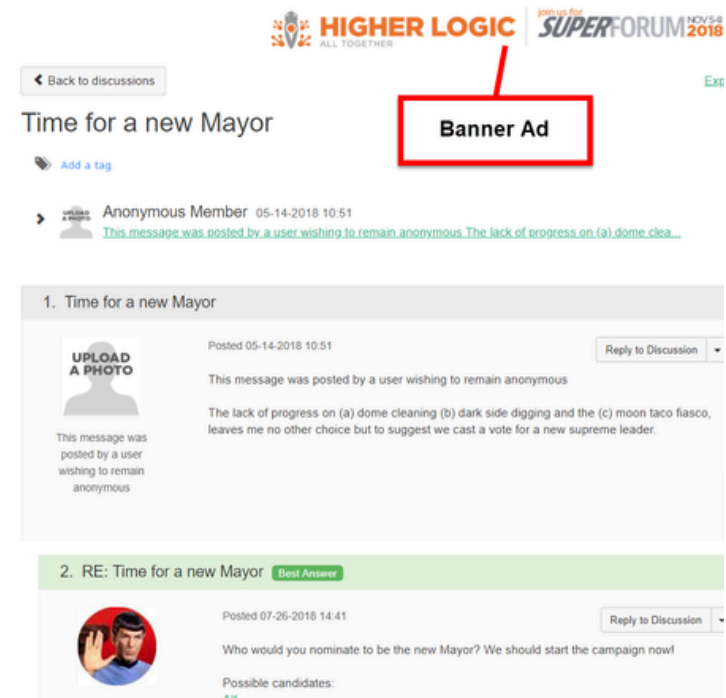 HIGHER LOGIC
ALL TOGETHER
join us for
SUPERFORUM
NOV 5-8
2018
Back to discussions
Exp
Time for a new Mayor
Banner Ad
Add a tag
UPLOAD
A PHOTO
Anonymous Member 05-14-2018 10:51
This message was posted by a user wishing to remain anonymous The lack of progress on (a) dome clea...
1. Time for a new Mayor
UPLOAD
A PHOTO
This message was
posted by a user
wishing to remain
anonymous
Posted 05-14-2018 10:51
Reply to Discussion
This message was posted by a user wishing to remain anonymous
The lack of progress on (a) dome cleaning (b) dark side digging and the (c) moon taco fiasco,
leaves me no other choice but to suggest we cast a vote for a new supreme leader.
2. RE: Time for a new Mayor Best Answer
Posted 07-26-2018 14:41
Reply to Discussion
Who would you nominate to be the new Mayor? We should start the campaign now!
Possible candidates: